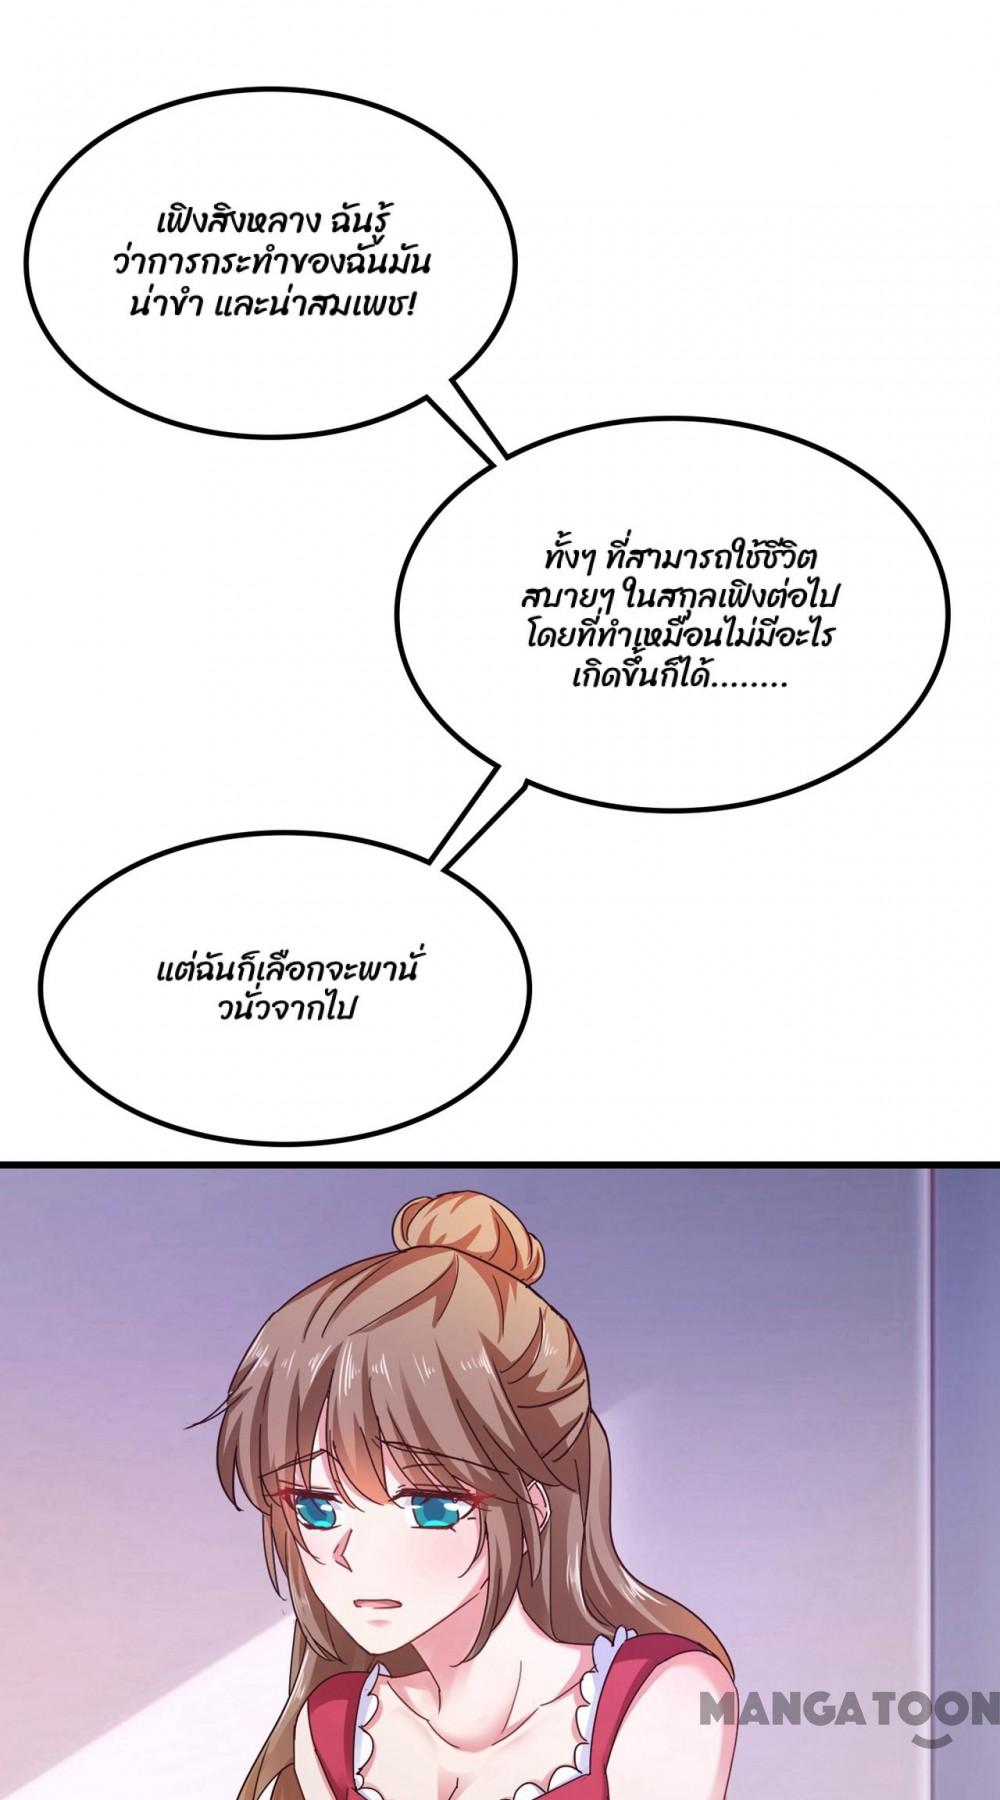 เฟิงสิงหลาง ฉันรู้
ว่าการกระทำของฉันมัน
น่าขำ และน่าสมเพช!
ทั้งๆ ที่สามารถใช้ชีวิต
สบายๆ ในสกุลเฟิงต่อไป
โดยที่ทำเหมือนไม่มีอะไร
เกิดขึ้นก็ได้........
แต่ฉันก็เลือกจะพานั่
วนั่วจากไป
MANGATOON